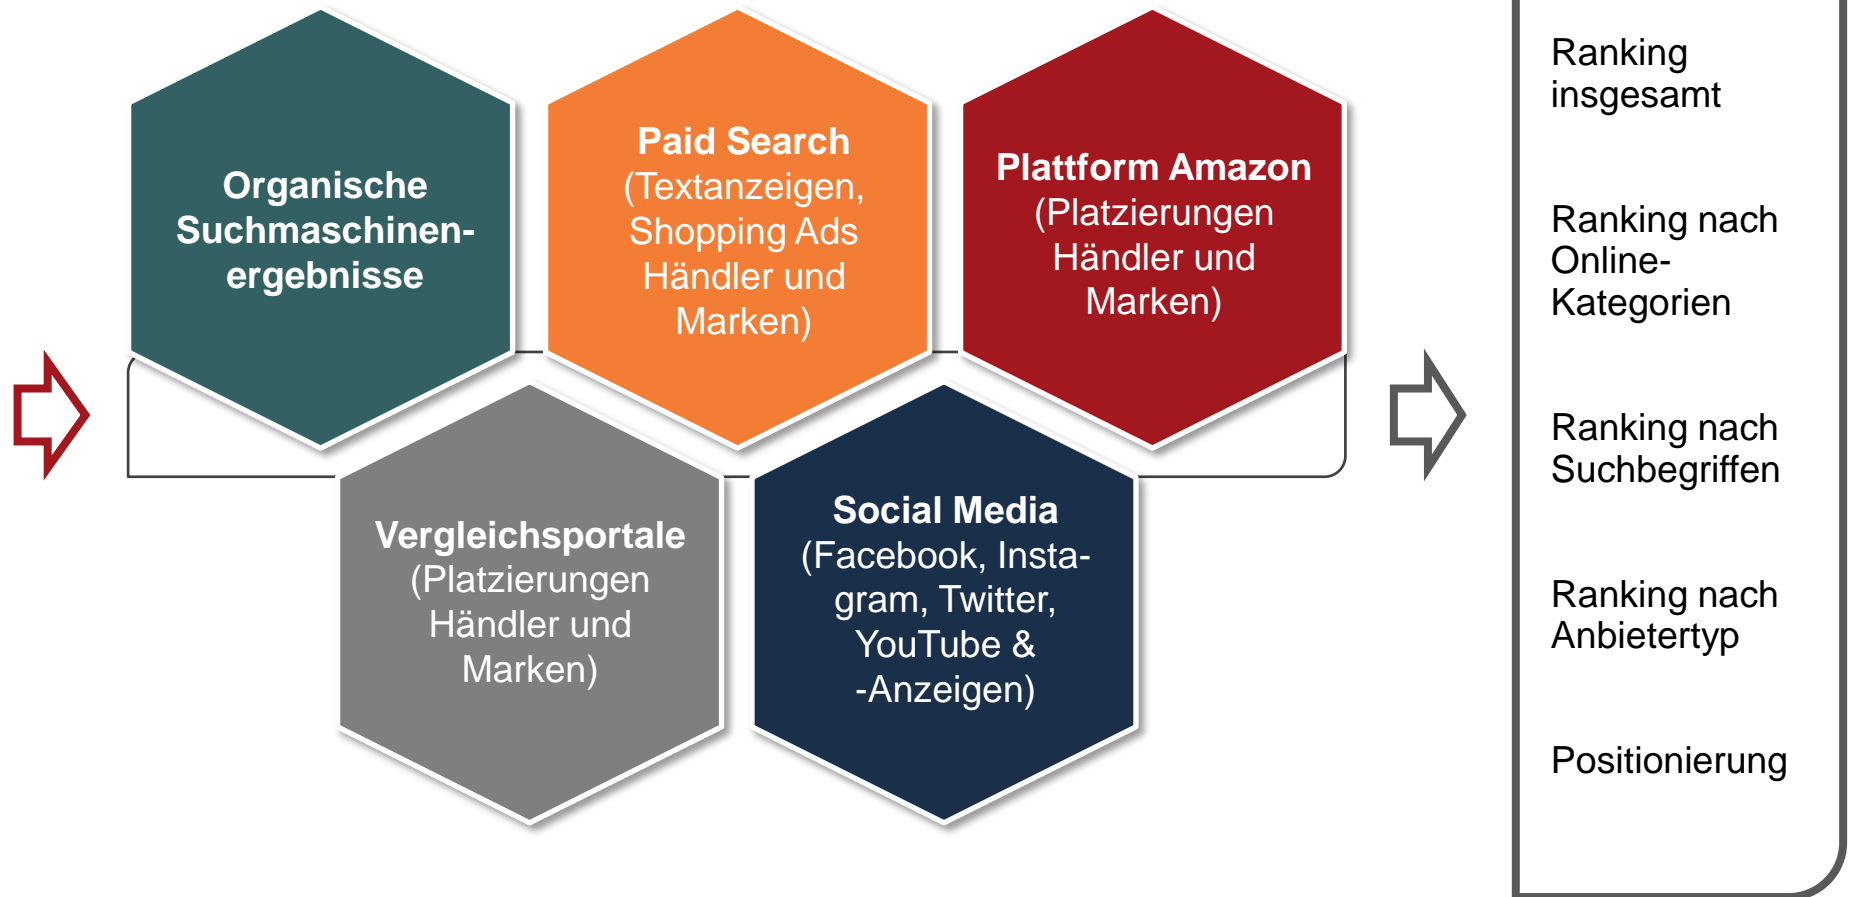 Organische
Suchmaschinen-
ergebnisse
Paid Search
(Textanzeigen,
Shopping Ads
Händler und
Marken)
Plattform Amazon
(Platzierungen
Händler und
Marken)
Vergleichsportale
(Platzierungen
Händler und
Marken)
Social Media
(Facebook, Insta-
gram, Twitter,
YouTube &
-Anzeigen)
Ranking
insgesamt
Ranking nach
Online-
Kategorien
Ranking nach
Suchbegriffen
Ranking nach
Anbietertyp
Positionierung